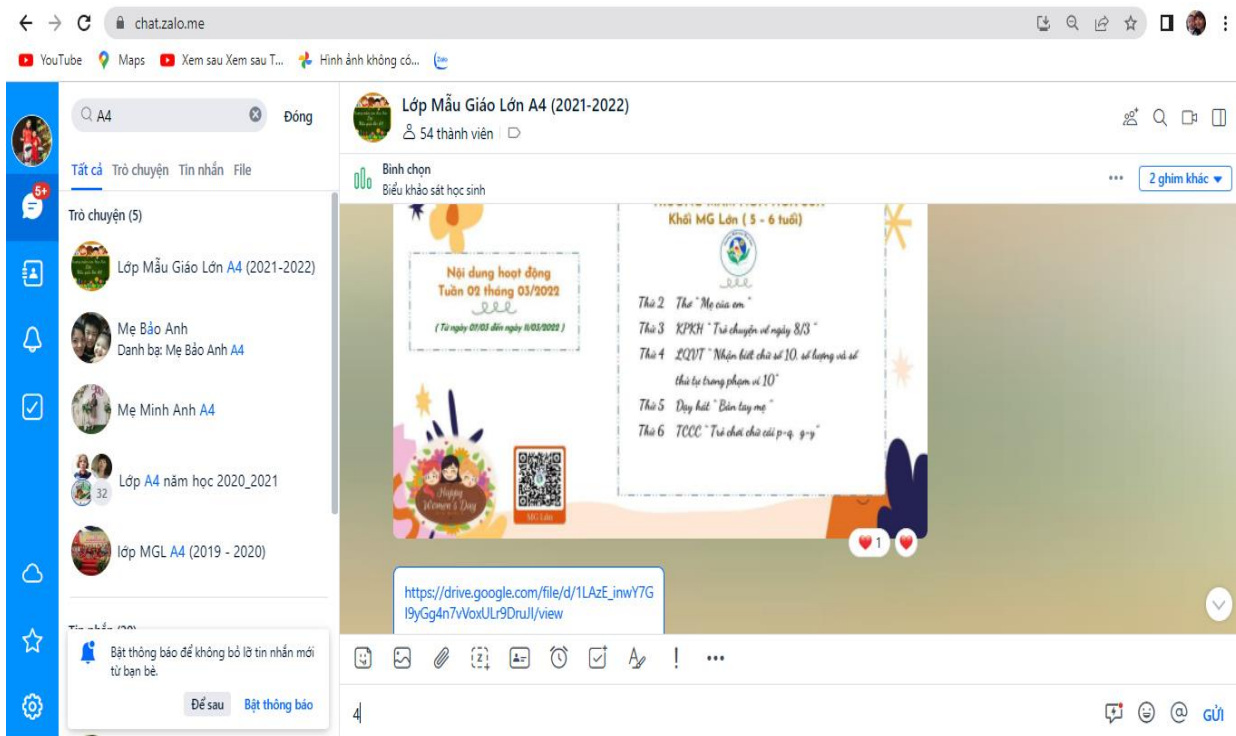 chat.zalo.me
YouTube
Maps
Xem sau Xem sau T...
Hình ảnh không có...
Zalo
A4
Đóng
Tất cả Trò chuyện Tin nhắn File
5+
Trò chuyện (5)
Lớp Mẫu Giáo Lớn A4 (2021-2022)
Mẹ Bảo Anh
Danh bạ: Mẹ Bảo Anh A4
Mẹ Minh Anh A4
32
Lớp A4 năm học 2020_2021
lớp MGL A4 (2019 - 2020)
Bật thông báo để không bỏ lỡ tin nhắn mới
từ bạn bè.
Để sau Bật thông báo
Lớp Mẫu Giáo Lớn A4 (2021-2022)
54 thành viên
Bình chọn
Biểu khảo sát học sinh
2 ghim khác
Khối MG Lớn ( 5 - 6 tuổi)
Nội dung hoạt động
Tuần 02 tháng 03/2022
( Từ ngày 07/03 đến ngày 11/03/2022 )
Thứ 2 Thơ "Mẹ của em"
Thứ 3 KPKH "Trò chuyện về ngày 8/3"
Thứ 4 LQVT "Nhận biết chữ số 10, số lượng và số
thứ tự trong phạm vi 10"
Thứ 5 Dạy hát "Bàn tay mẹ"
Thứ 6 TCCC "Trò chơi chữ cái p-q, g-y"
Happy
Women's Day
MG Lớn
1
https://drive.google.com/file/d/1LAzE_inwY7G
I9yGg4n7vVoxULr9DruJI/view
4
GỬI